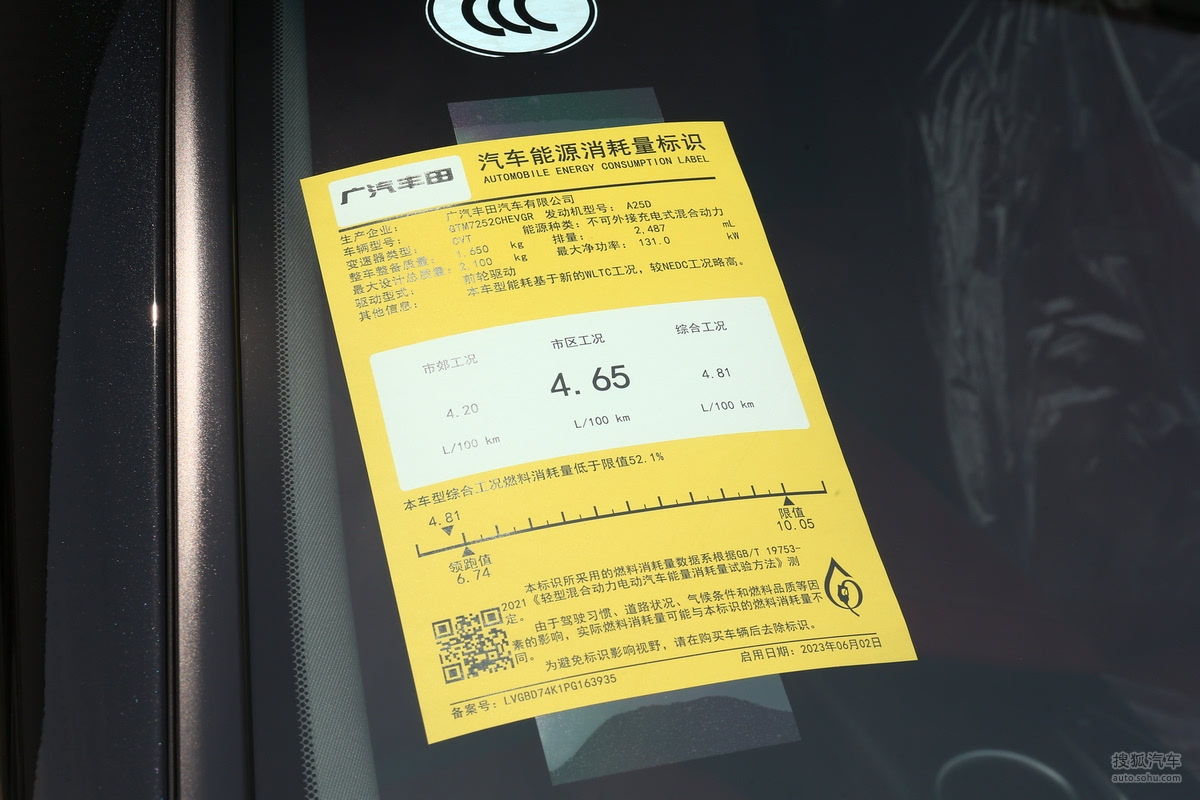 广汽丰田
汽车能源消耗量标识
AUTOMOBILE ENERGY CONSUMPTION LABEL
生产企业： 广汽丰田汽车有限公司
车辆型号： GTM7252CHEVGR 发动机型号： A25D
变速器类型： CVT 能源种类：不可外接充电式混合动力
整车整备质量： 1,650 kg 排量： 2,487 mL
最大设计总质量： 2,100 kg 最大净功率： 131.0 kW
驱动型式： 前轮驱动
其他信息： 本车型能耗基于新的WLTC工况，较NEDC工况略高。
市郊工况 市区工况 综合工况
4.20 4.65 4.81
L/100 km L/100 km L/100 km
本车型综合工况燃料消耗量低于限值52.1%
4.81
领跑值 限值
6.74 10.05
本标识所采用的燃料消耗量数据系根据GB/T 19753-
2021《轻型混合动力电动汽车能量消耗量试验方法》测
定。 由于驾驶习惯、道路状况、气候条件和燃料品质等因
素的影响，实际燃料消耗量可能与本标识的燃料消耗量不
同。 为避免标识影响视野，请在购买车辆后去除标识。
备案号：LVGBD74K1PG163935 启用日期：2023年06月02日
搜狐汽车
auto.sohu.com